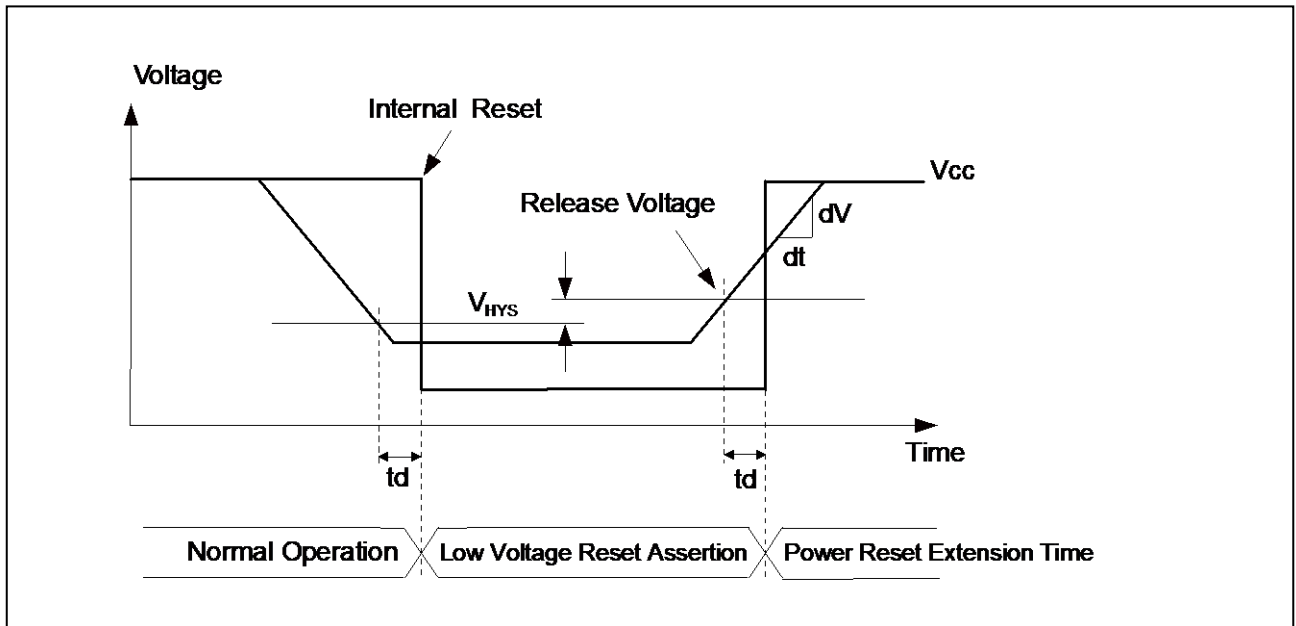 Voltage
Internal Reset
Vcc
Release Voltage
dV
dt
VHYS
Time
td
td
Normal Operation
Low Voltage Reset Assertion
Power Reset Extension Time